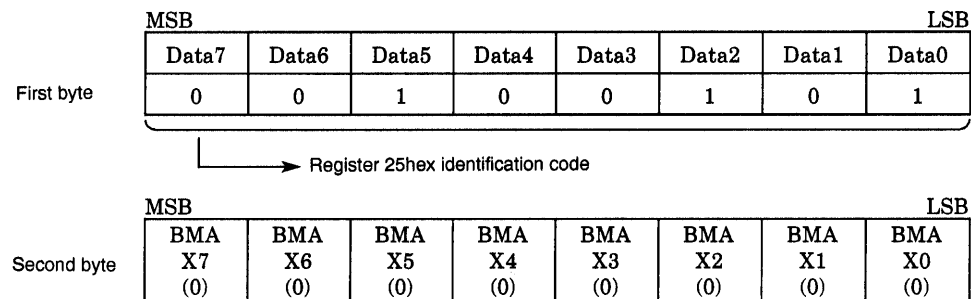 MSB LSB
Data7 Data6 Data5 Data4 Data3 Data2 Data1 Data0
First byte 0 0 1 0 0 1 0 1
Register 25hex identification code
MSB LSB
BMA BMA BMA BMA BMA BMA BMA BMA
Second byte X7 X6 X5 X4 X3 X2 X1 X0
(0) (0) (0) (0) (0) (0) (0) (0)